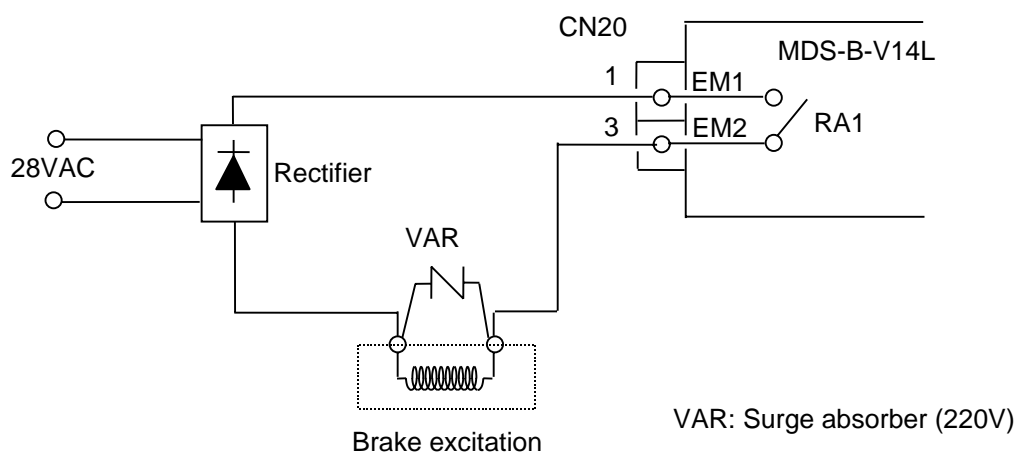 CN20
MDS-B-V14L
1
EM1
3
EM2
RA1
28VAC
Rectifier
VAR
VAR: Surge absorber (220V)
Brake excitation